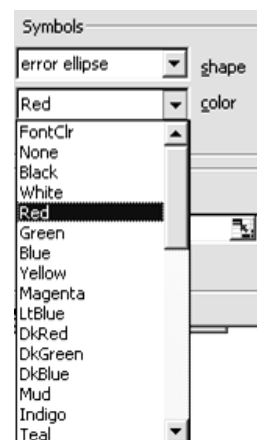 Symbols
error ellipse shape
Red color
FontClr
None
Black
White
Red
Green
Blue
Yellow
Magenta
LtBlue
DkRed
DkGreen
DkBlue
Mud
Indigo
Teal